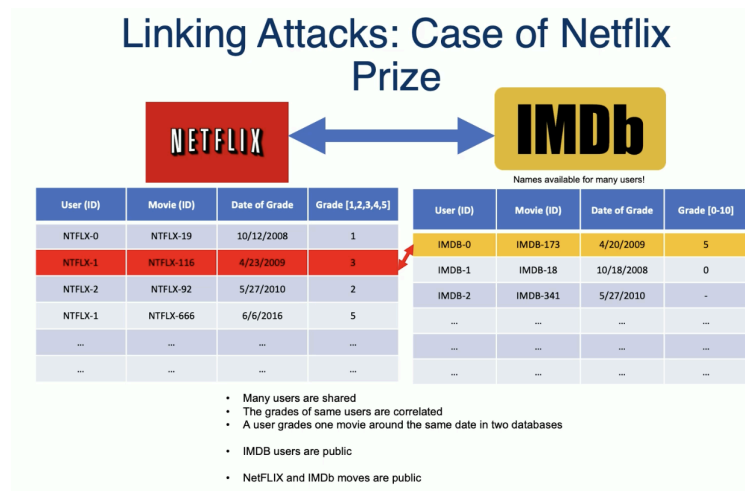 Linking Attacks: Case of Netflix
Prize
NETFLIX
IMDb
Names available for many users!
User (ID) Movie (ID) Date of Grade Grade [1,2,3,4,5]
NTFLX-0 NTFLX-19 10/12/2008 1
NTFLX-1 NTFLX-116 4/23/2009 3
NTFLX-2 NTFLX-92 5/27/2010 2
NTFLX-1 NTFLX-666 6/6/2016 5
... ... ... ...
... ... ... ...
User (ID) Movie (ID) Date of Grade Grade [0-10]
IMDB-0 IMDB-173 4/20/2009 5
IMDB-1 IMDB-18 10/18/2008 0
IMDB-2 IMDB-341 5/27/2010 -
... ... ... ...
... ... ... ...
... ... ... ...
• Many users are shared
• The grades of same users are correlated
• A user grades one movie around the same date in two databases
• IMDB users are public
• NetFLIX and IMDb moves are public